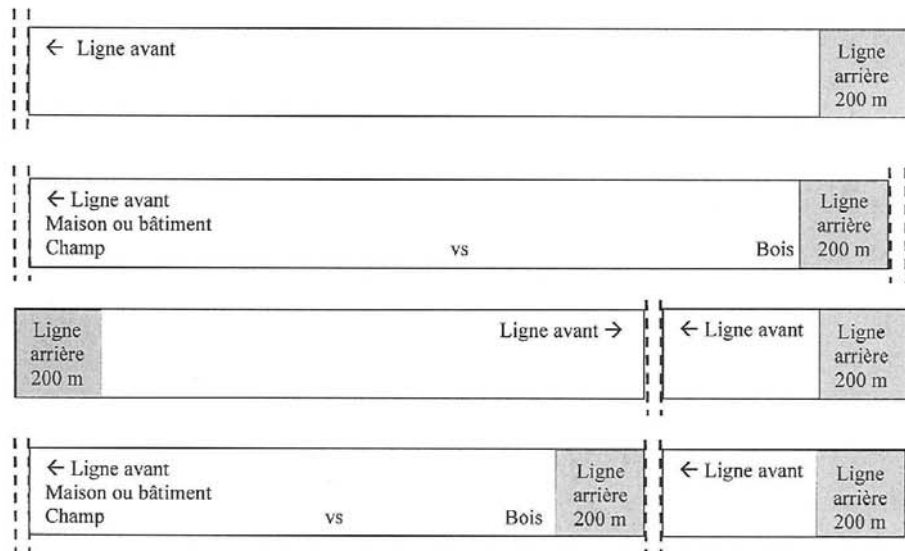 ← Ligne avant
Ligne
arrière
200 m
← Ligne avant
Maison ou bâtiment
Champ vs Bois
Ligne
arrière
200 m
Ligne
arrière
200 m
Ligne avant →
← Ligne avant
Ligne
arrière
200 m
← Ligne avant
Maison ou bâtiment
Champ vs Bois
Ligne
arrière
200 m
← Ligne avant
Ligne
arrière
200 m